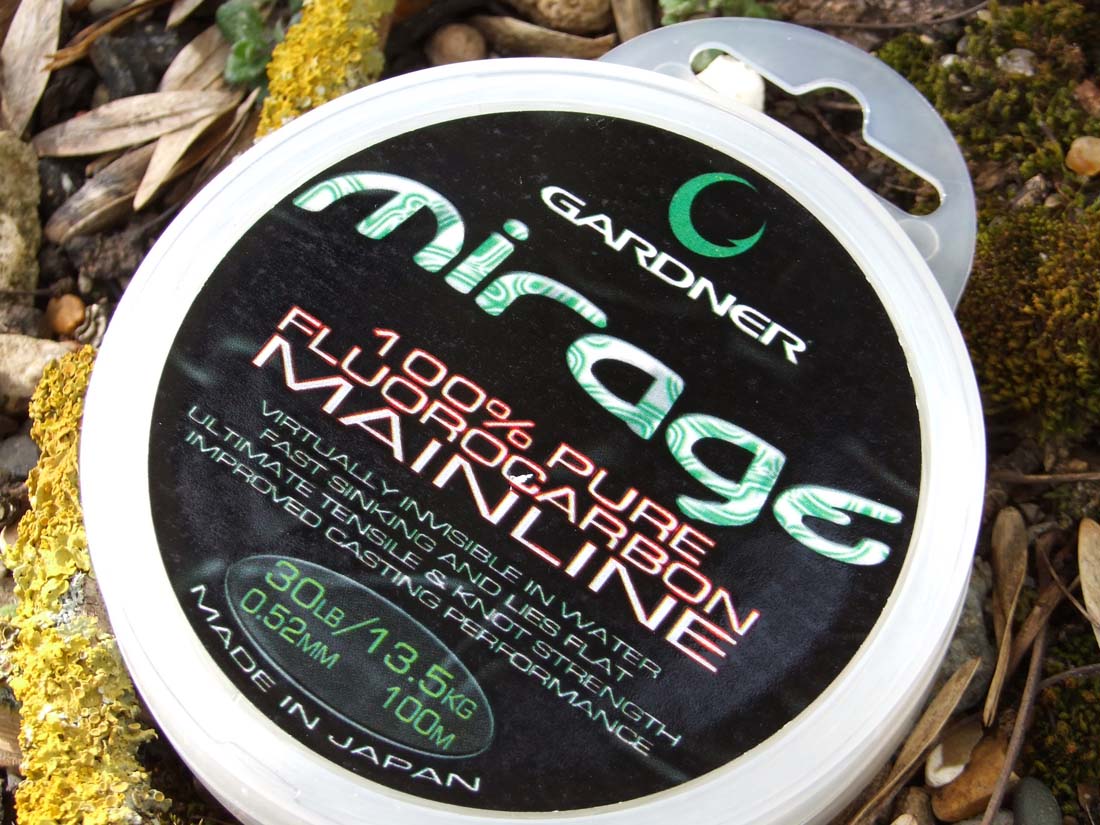 GARDNER
mirage
100% PURE
FLUOROCARBON
MAINLINE
VIRTUALLY INVISIBLE IN WATER
FAST SINKING AND LIES FLAT
ULTIMATE TENSILE & KNOT STRENGTH
IMPROVED CASTING PERFORMANCE
30LB/13.5KG
0.52MM 100M
MADE IN JAPAN